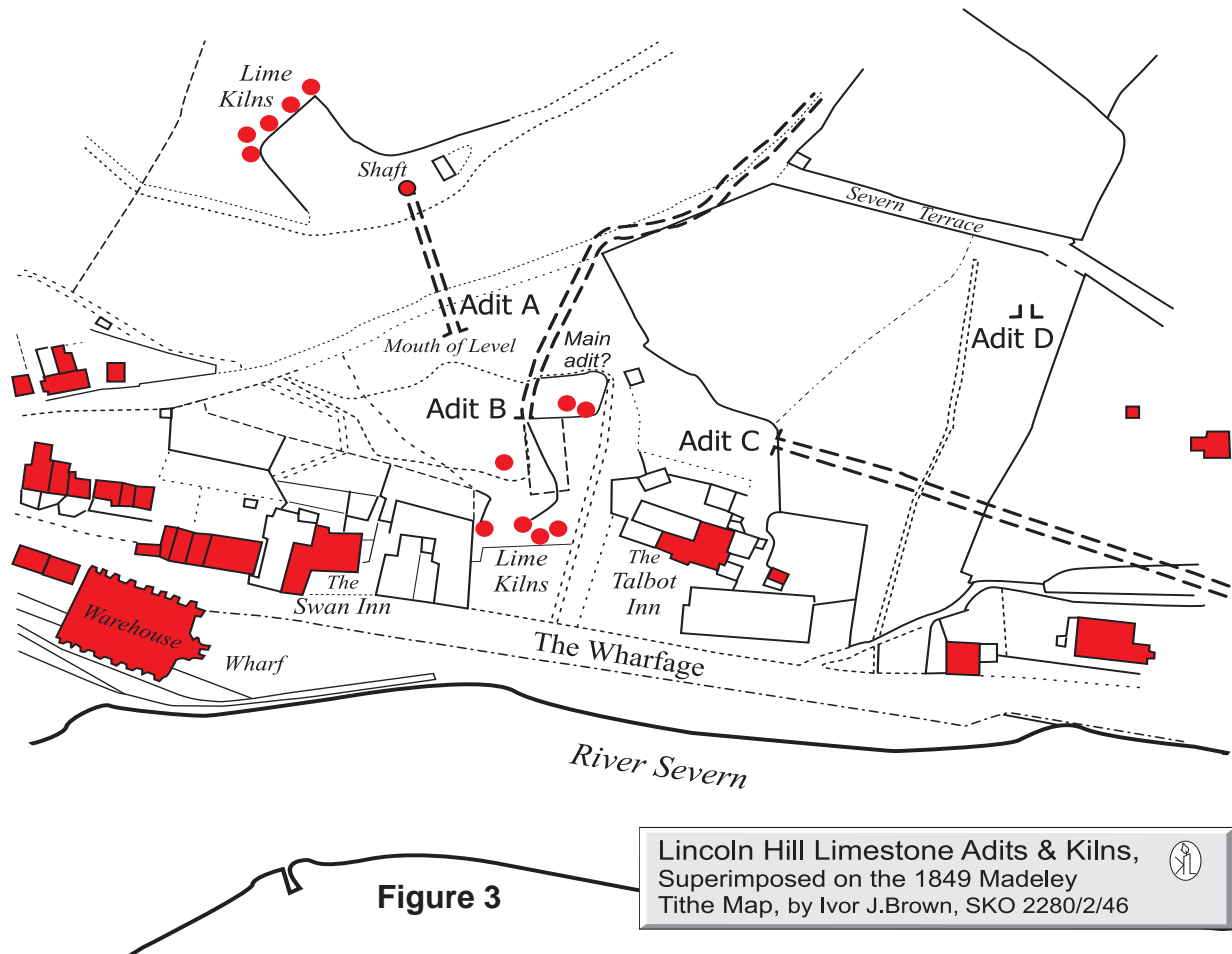 Lime
Kilns
Shaft
Severn Terrace
Adit A
Mouth of Level
Main
adit?
Adit D
Adit B
Adit C
Lime
Kilns
The
Talbot
Inn
The
Swan Inn
Warehouse
Wharf
The Wharfage
River Severn
Figure 3
Lincoln Hill Limestone Adits & Kilns,
Superimposed on the 1849 Madeley
Tithe Map, by Ivor J.Brown, SKO 2280/2/46